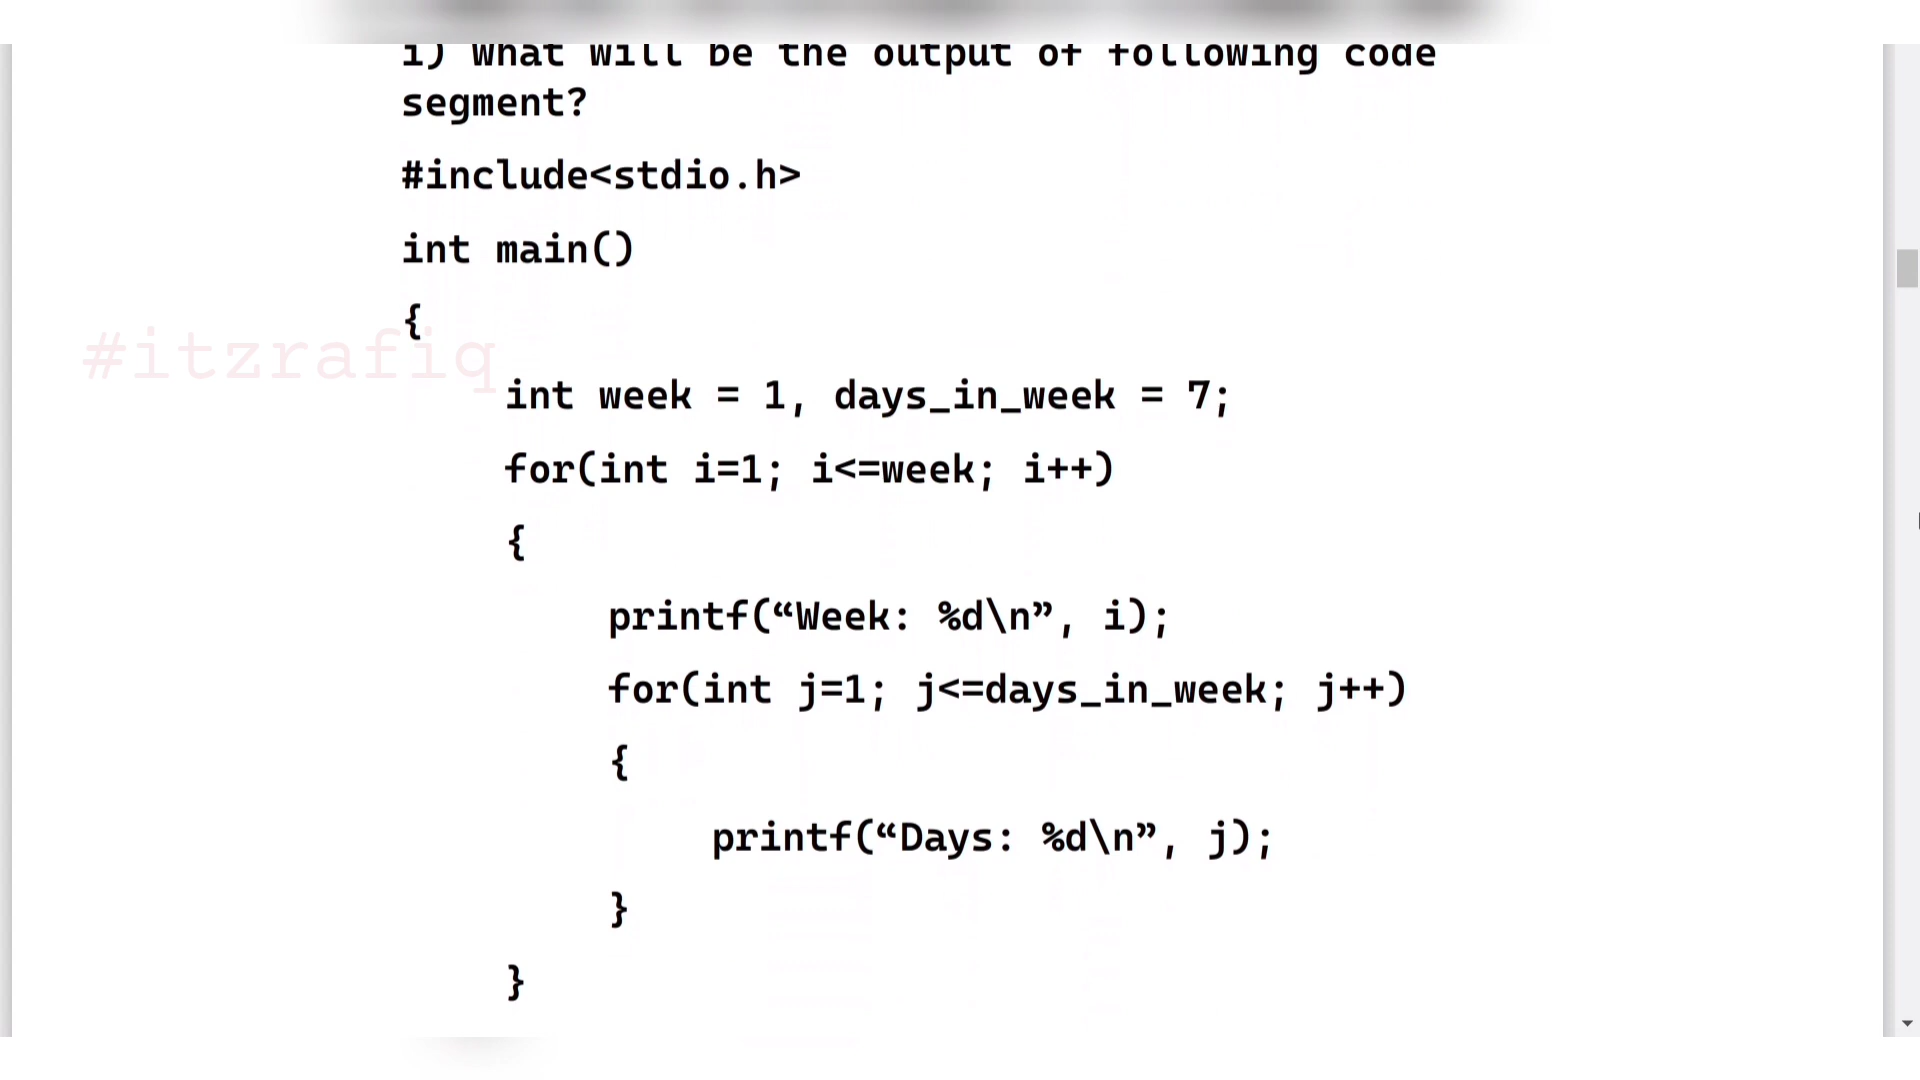 i) What will be the output of following code
segment?
#include<stdio.h>
int main()
{
#itzrafiq
int week = 1, days_in_week = 7;
for(int i=1; i<=week; i++)
{
printf(“Week: %d\n”, i);
for(int j=1; j<=days_in_week; j++)
{
printf(“Days: %d\n”, j);
}
}